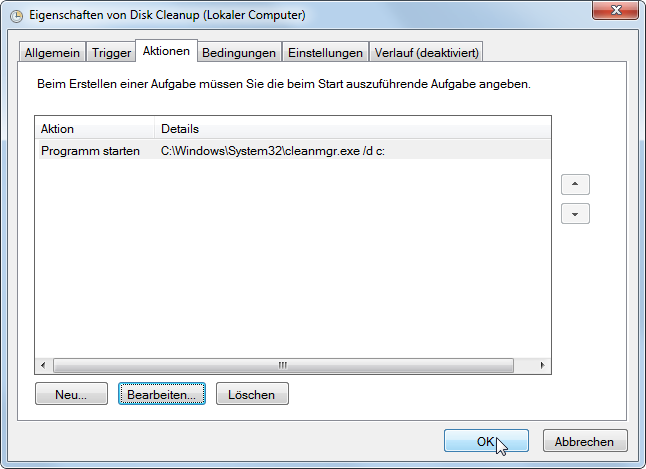 Eigenschaften von Disk Cleanup (Lokaler Computer)
Allgemein Trigger Aktionen Bedingungen Einstellungen Verlauf (deaktiviert)
Beim Erstellen einer Aufgabe müssen Sie die beim Start auszuführende Aufgabe angeben.
Aktion Details
Programm starten C:\Windows\System32\cleanmgr.exe /d c:
Neu... Bearbeiten... Löschen
OK Abbrechen